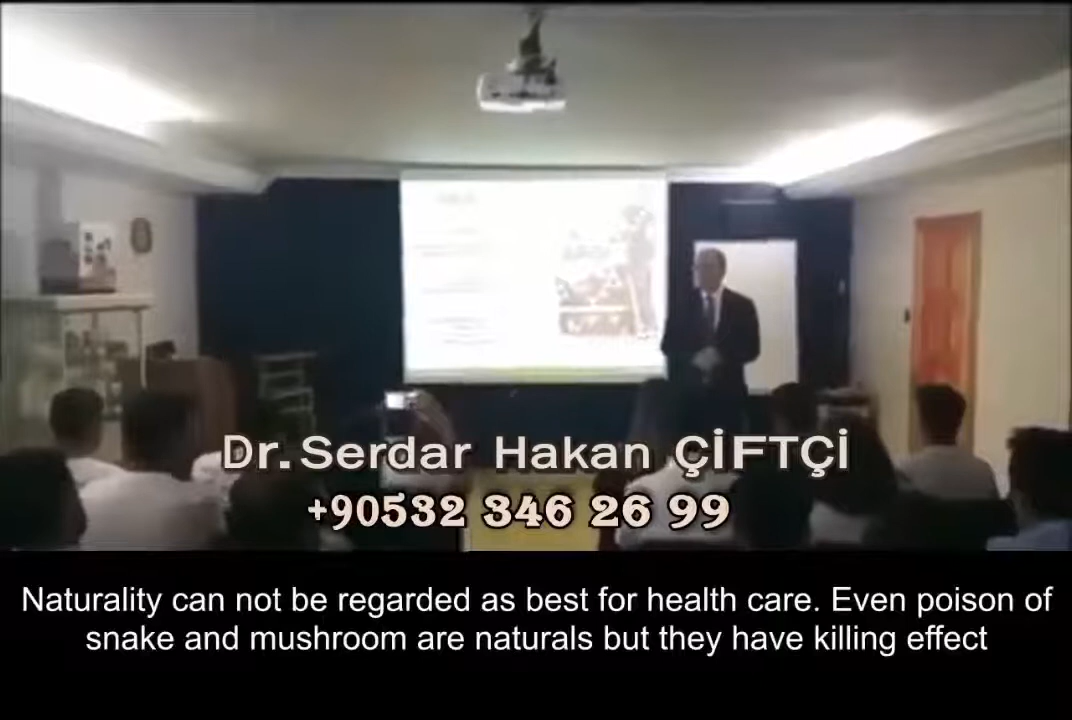 Dr. Serdar Hakan ÇİFTÇİ
+90532 346 26 99
Naturality can not be regarded as best for health care. Even poison of
snake and mushroom are naturals but they have killing effect